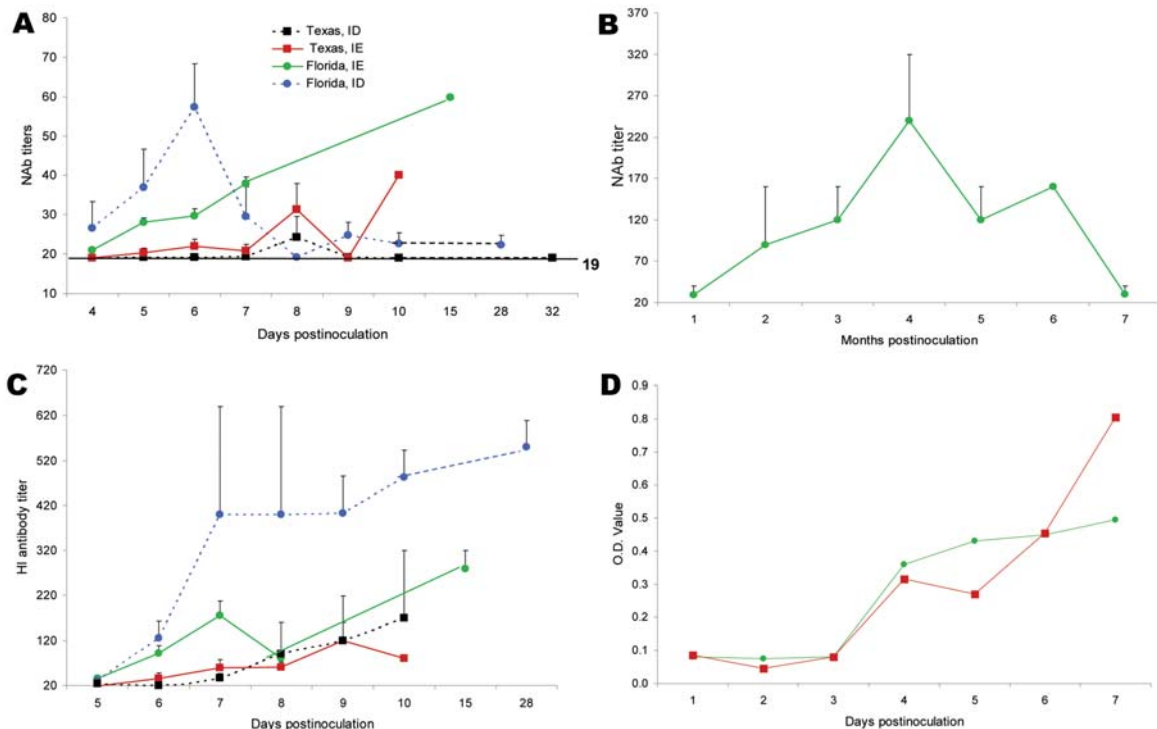 A
80
70
60
50
40
30
20
10
NAb titers
Texas, ID
Texas, IE
Florida, IE
Florida, ID
19
4 5 6 7 8 9 10 15 28 32
Days postinoculation
B
370
320
270
220
170
120
70
20
NAb titer
1 2 3 4 5 6 7
Months postinoculation
C
720
620
520
420
320
220
120
20
HI antibody titer
5 6 7 8 9 10 15 28
Days postinoculation
D
0.9
0.8
0.7
0.6
0.5
0.4
0.3
0.2
0.1
0.0
O.D. Value
1 2 3 4 5 6 7
Days postinoculation